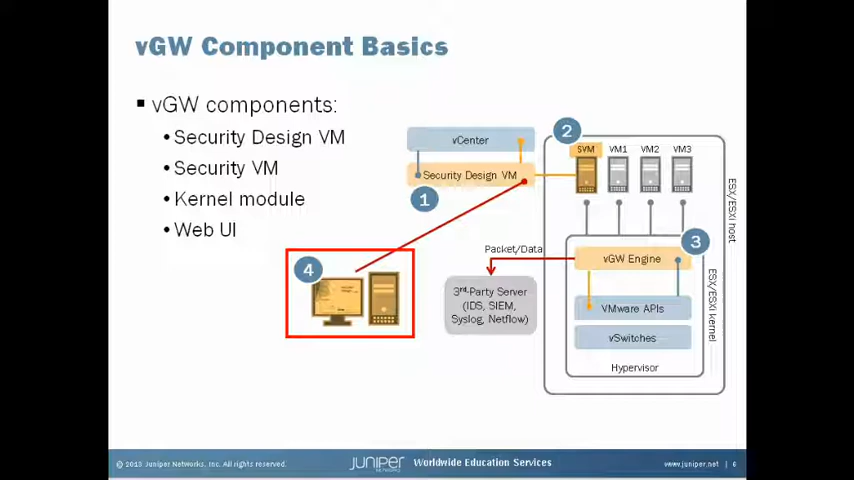 vGW Component Basics
▪ vGW components:
• Security Design VM
• Security VM
• Kernel module
• Web UI
vCenter
Security Design VM
1
2
SVM VM1 VM2 VM3
ESX/ESXi host
3
Packet/Data
vGW Engine
4
3rd-Party Server
(IDS, SIEM,
Syslog, Netflow)
VMware APIs
vSwitches
Hypervisor
ESX/ESXi kernel
© 2013 Juniper Networks, Inc. All rights reserved.
JUNIPER
NETWORKS
Worldwide Education Services
www.juniper.net | 6